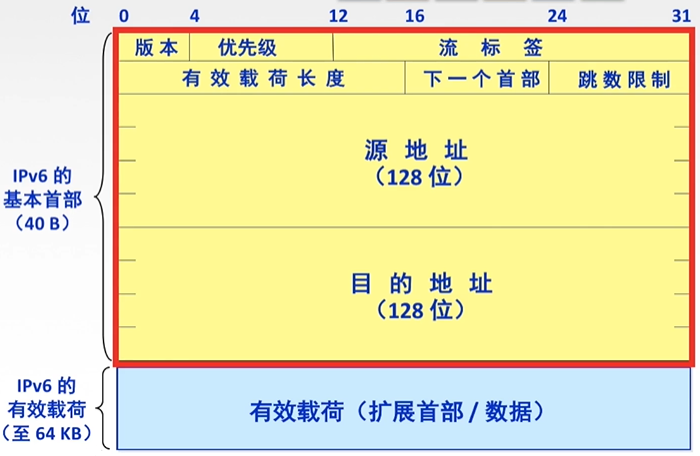 位 0 4 12 16 24 31
版本 优先级 流标签
有效载荷长度 下一个首部 跳数限制
源地址
（128 位）
IPv6 的
基本首部
（40 B）
目的地址
（128 位）
IPv6 的
有效载荷
（至 64 KB）
有效载荷（扩展首部 / 数据）